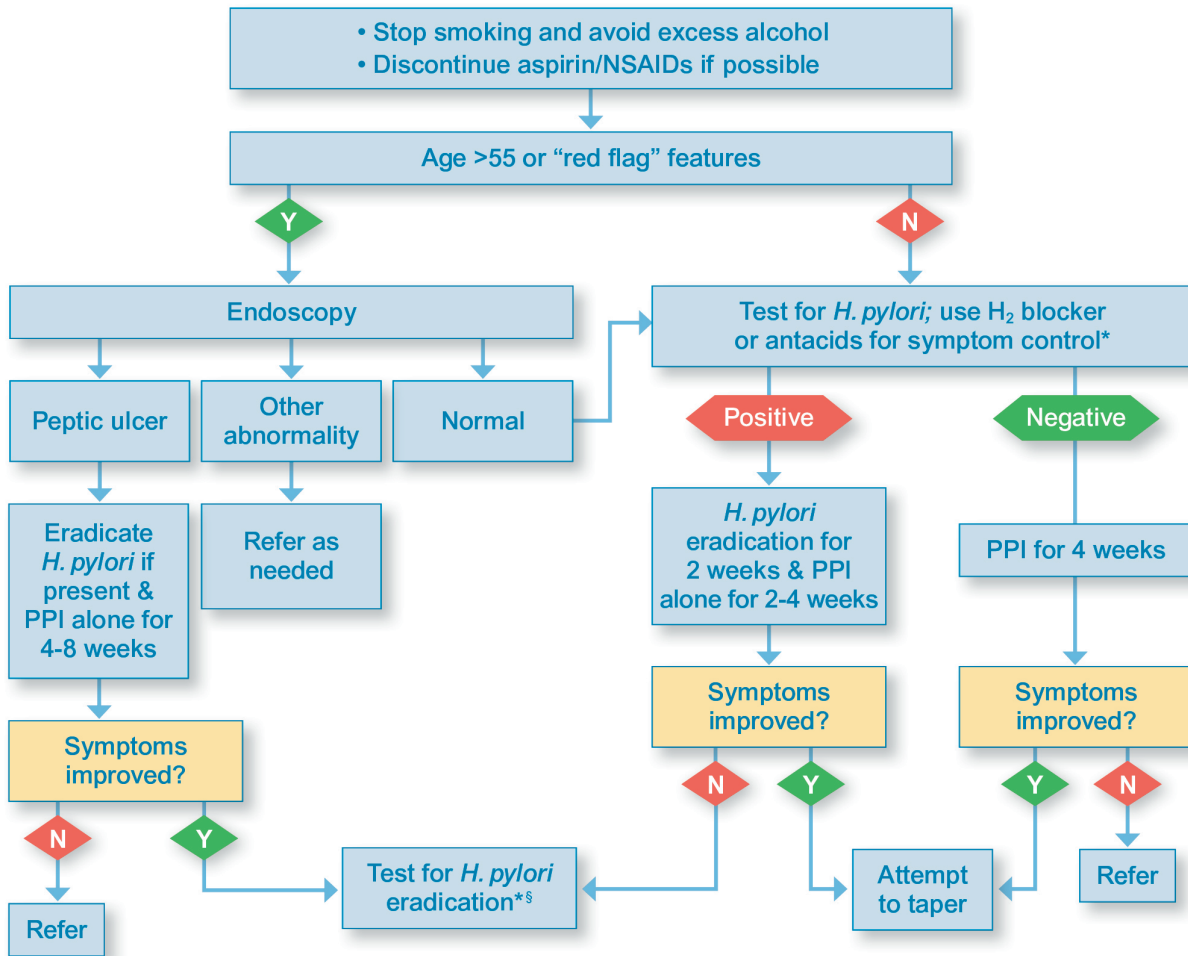 • Stop smoking and avoid excess alcohol
• Discontinue aspirin/NSAIDs if possible
Age >55 or “red flag” features
Y
N
Endoscopy
Test for H. pylori; use H₂ blocker
or antacids for symptom control*
Peptic ulcer
Other
abnormality
Normal
Positive
Negative
Eradicate
H. pylori if
present &
PPI alone for
4-8 weeks
Refer as
needed
H. pylori
eradication for
2 weeks & PPI
alone for 2-4 weeks
PPI for 4 weeks
Symptoms
improved?
Symptoms
improved?
Symptoms
improved?
N
Y
N
Y
Y
N
Refer
Test for H. pylori
eradication*§
Attempt
to taper
Refer